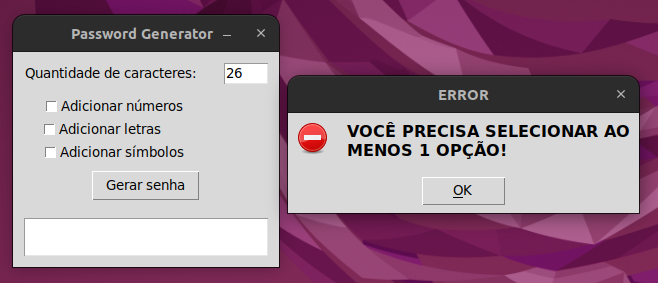 Password Generator
Quantidade de caracteres: 26
Adicionar números
Adicionar letras
Adicionar símbolos
Gerar senha
ERROR
VOCÊ PRECISA SELECIONAR AO
MENOS 1 OPÇÃO!
OK